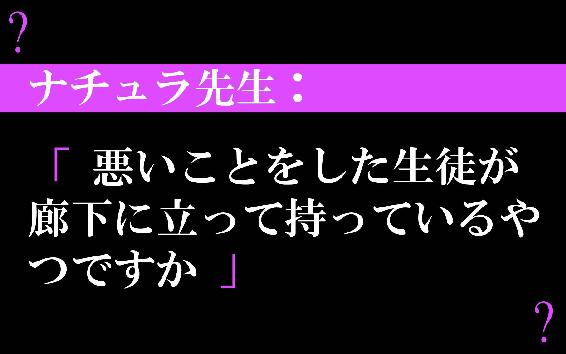 ?
ナチュラ先生：
「 悪いことをした生徒が
廊下に立って持っているや
つですか 」
?